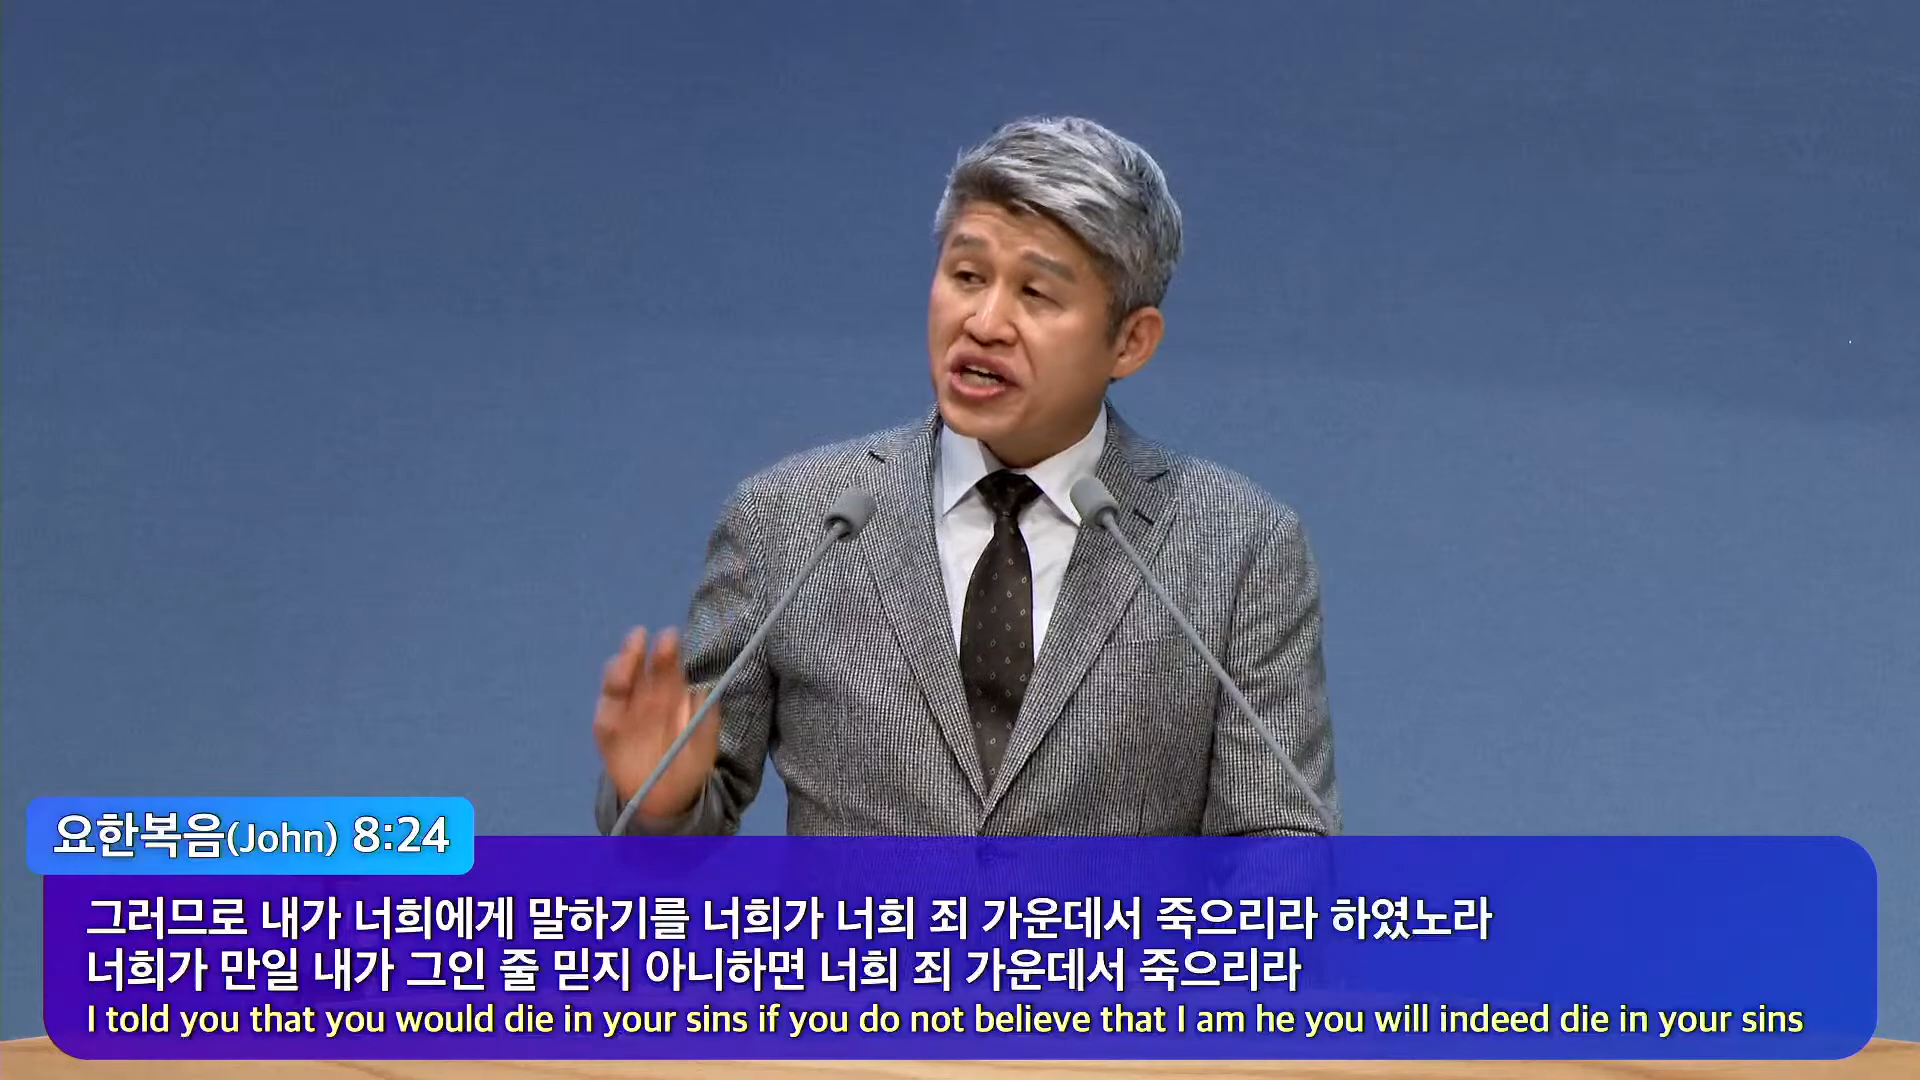 요한복음(John) 8:24
그러므로 내가 너희에게 말하기를 너희가 너희 죄 가운데서 죽으리라 하였노라
너희가 만일 내가 그인 줄 믿지 아니하면 너희 죄 가운데서 죽으리라
I told you that you would die in your sins if you do not believe that I am he you will indeed die in your sins